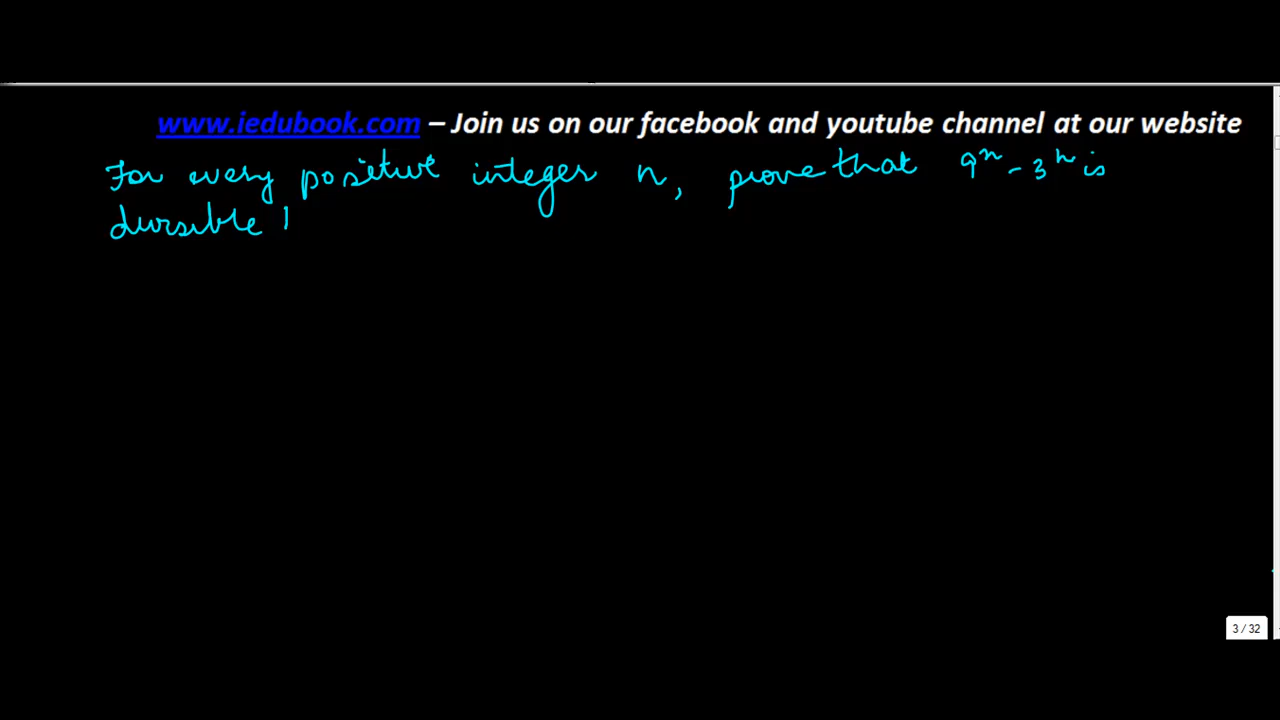 www.iedubook.com – Join us on our facebook and youtube channel at our website
For every positive integer n, prove that 9ⁿ - 3ⁿ is
divisible
3 / 32